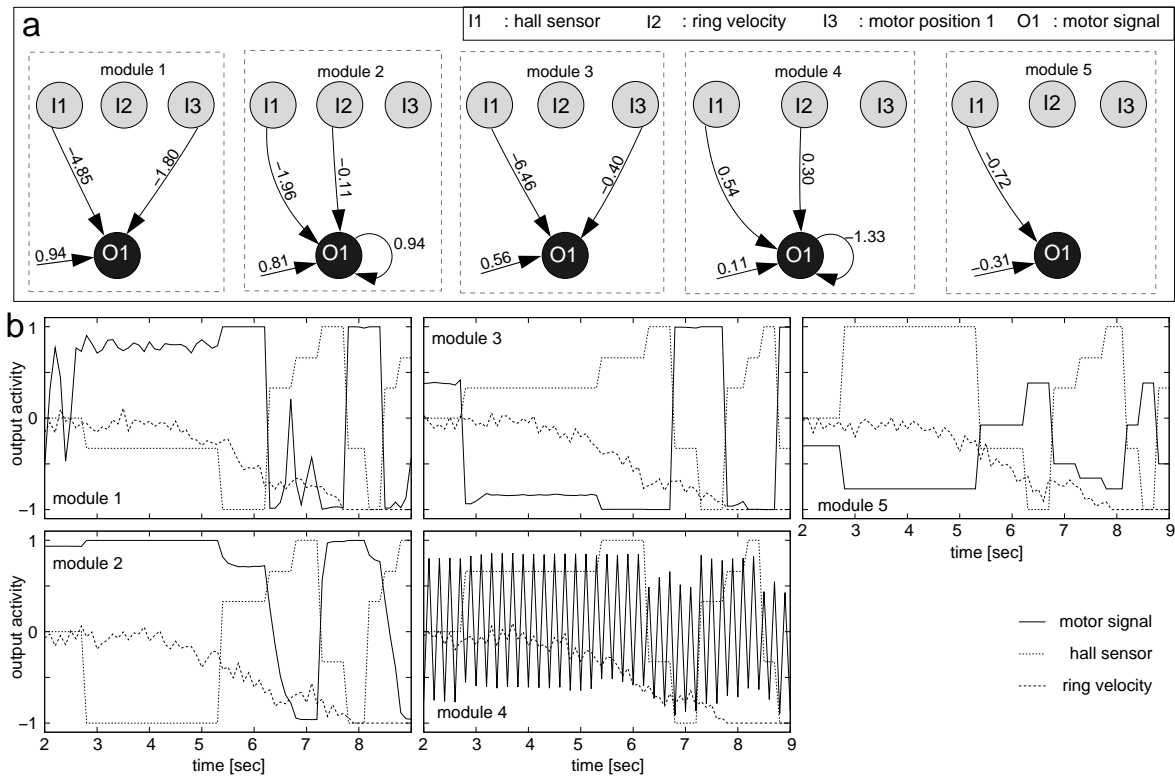 a
I1 : hall sensor I2 : ring velocity I3 : motor position 1 O1 : motor signal
module 1 module 2 module 3 module 4 module 5
I1 I2 I3 I1 I2 I3 I1 I2 I3 I1 I2 I3 I1 I2 I3
−4.85 −1.80 −1.96 −0.11 −6.46 −0.40 0.54 0.30 −0.72
0.94 O1 0.81 O1 0.94 0.56 O1 0.11 O1 −1.33 −0.31 O1
b
output activity
1
0
−1
module 1
module 3
module 5
2 3 4 5 6 7 8 9
time [sec]
output activity
1
0
−1
module 2
module 4
2 3 4 5 6 7 8 9
time [sec]
2 3 4 5 6 7 8 9
time [sec]
motor signal
hall sensor
ring velocity